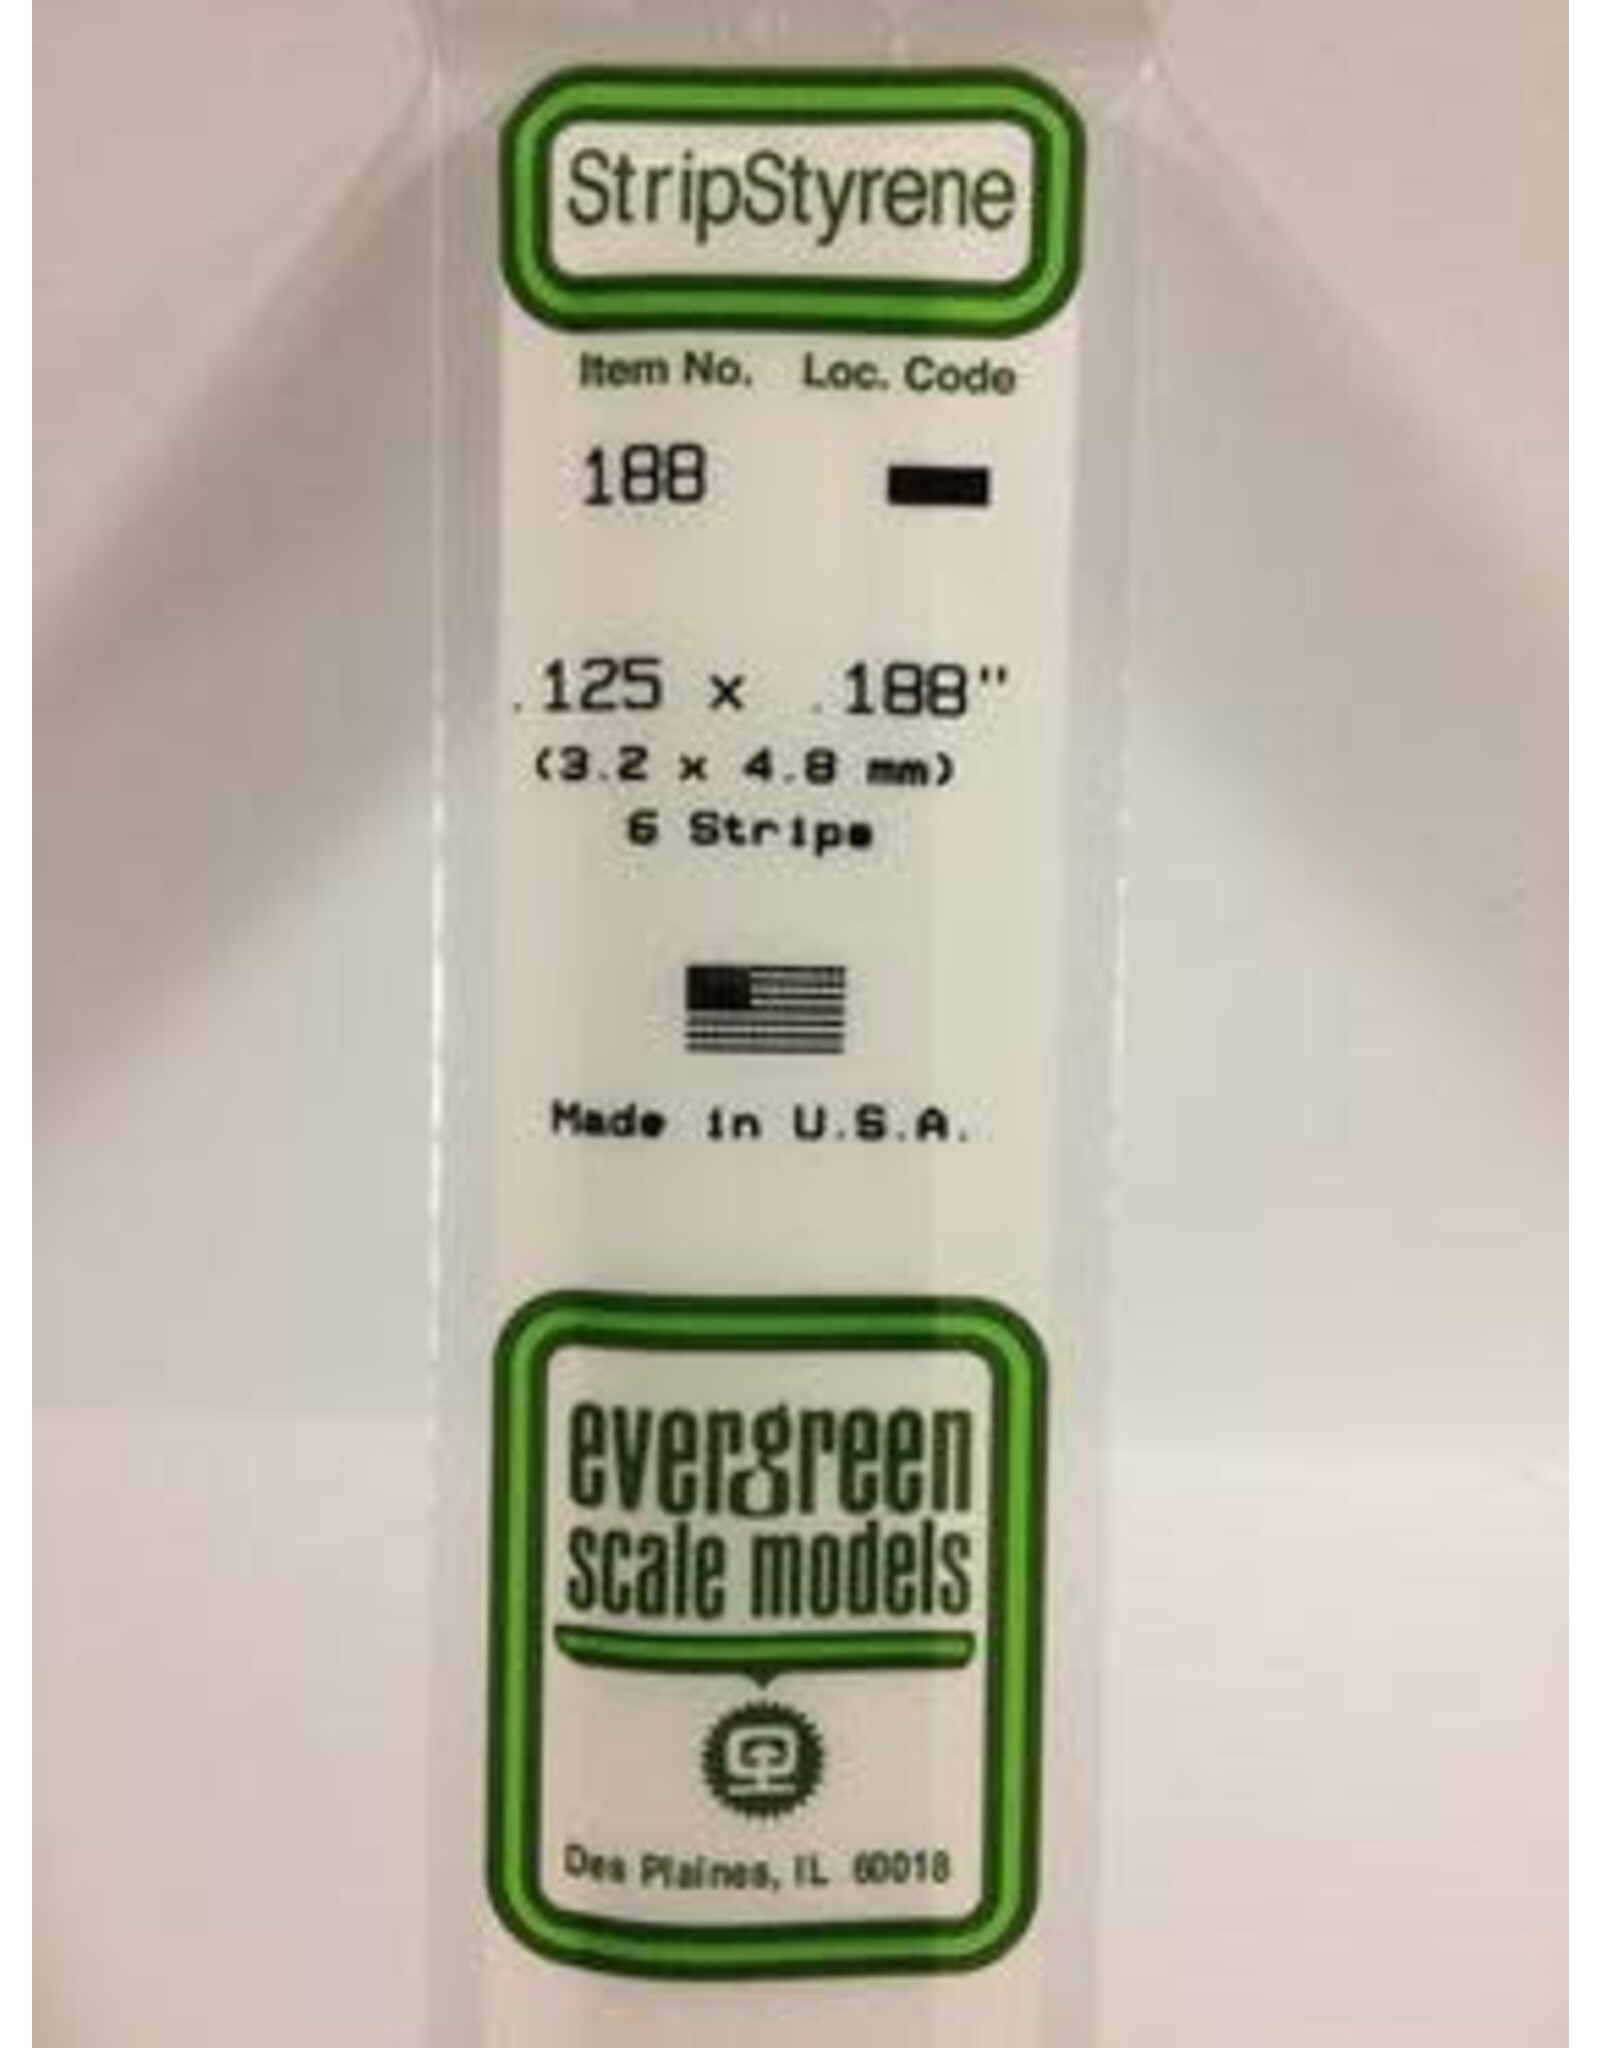 StripStyrene
Item No. Loc. Code
188
.125 x .188"
(3.2 x 4.8 mm)
6 Strips
Made in U.S.A.
evergreen
scale models
Des Plaines, IL 60018